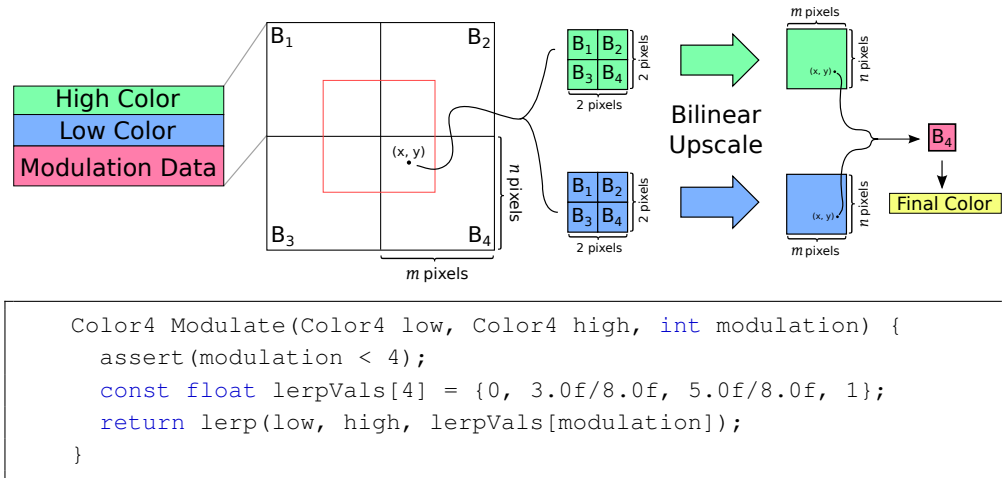 B1
B2
B3
B4
(x, y)
n pixels
m pixels
High Color
Low Color
Modulation Data
B1 B2
B3 B4
2 pixels
2 pixels
B1 B2
B3 B4
2 pixels
2 pixels
Bilinear
Upscale
m pixels
n pixels
(x, y)
(x, y)
n pixels
m pixels
B4
Final Color
Color4 Modulate(Color4 low, Color4 high, int modulation) {
assert(modulation < 4);
const float lerpVals[4] = {0, 3.0f/8.0f, 5.0f/8.0f, 1};
return lerp(low, high, lerpVals[modulation]);
}